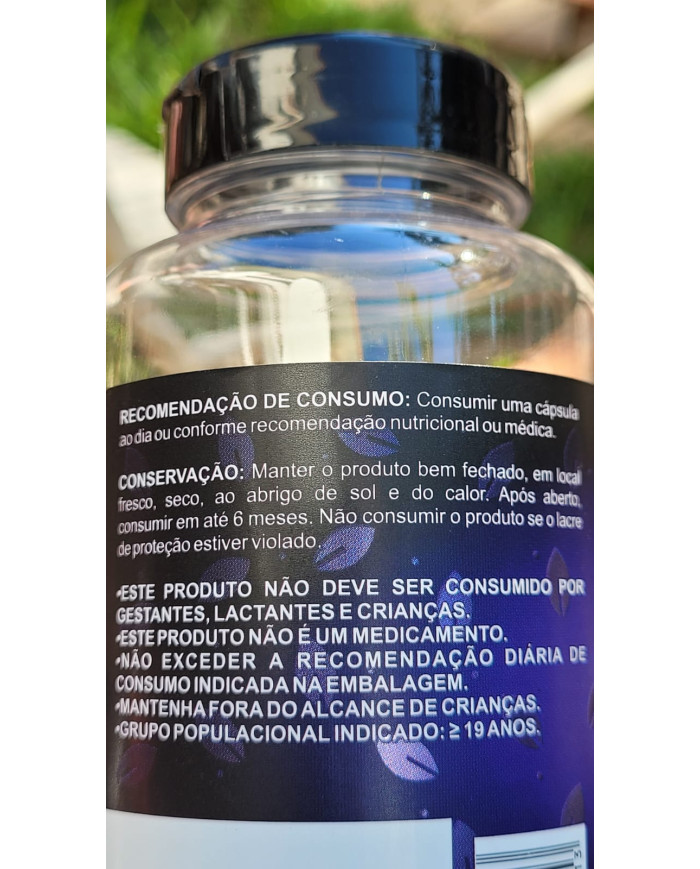 RECOMENDAÇÃO DE CONSUMO: Consumir uma cápsula
ao dia ou conforme recomendação nutricional ou médica.
CONSERVAÇÃO: Manter o produto bem fechado, em local
fresco, seco, ao abrigo de sol e do calor. Após aberto,
consumir em até 6 meses. Não consumir o produto se o lacre
de proteção estiver violado.
•ESTE PRODUTO NÃO DEVE SER CONSUMIDO POR
GESTANTES, LACTANTES E CRIANÇAS.
•ESTE PRODUTO NÃO É UM MEDICAMENTO.
•NÃO EXCEDER A RECOMENDAÇÃO DIÁRIA DE
CONSUMO INDICADA NA EMBALAGEM.
•MANTENHA FORA DO ALCANCE DE CRIANÇAS.
•GRUPO POPULACIONAL INDICADO: ≥ 19 ANOS.